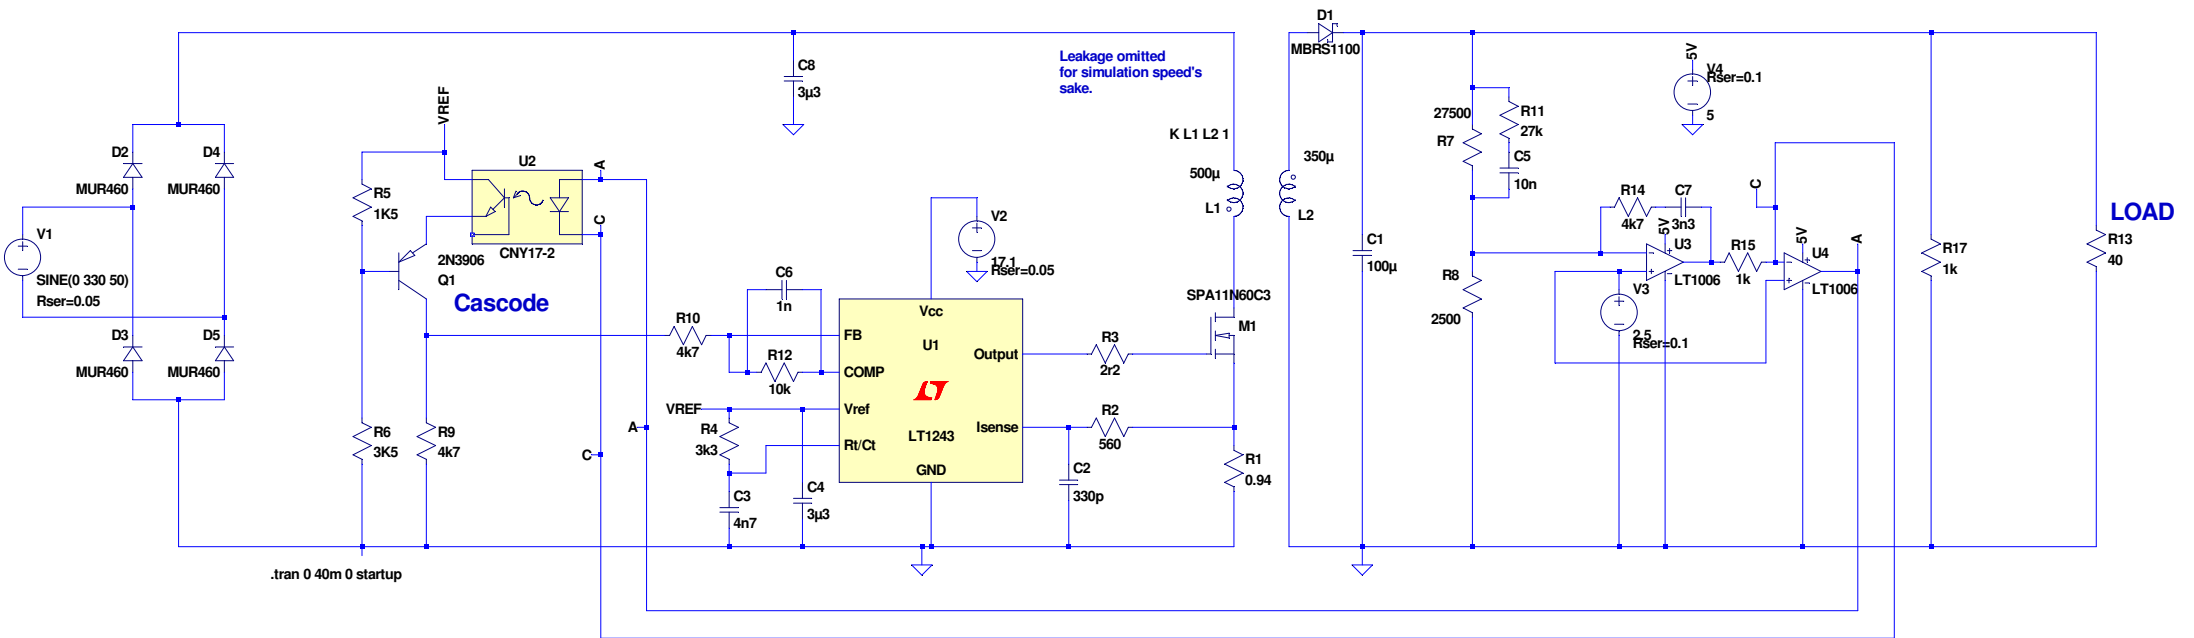 D1
MBRS1100
Leakage omitted
for simulation speed's
sake.
C8
3µ3
5V
V4
Rser=0.1
5
VREF
K L1 L2 1
27500
R7
R11
27k
C5
10n
D2
MUR460
D4
MUR460
U2
A
C
CNY17-2
R5
1K5
500µ
L1
350µ
L2
C
R14
4k7
C7
3n3
LOAD
V1
SINE(0 330 50)
Rser=0.05
2N3906
Q1
Cascode
V2
17.1
Rser=0.05
C1
100µ
R8
2500
5V
U3
LT1006
R15
1k
5V
U4
LT1006
A
R17
1k
R13
40
V3
2.5
Rser=0.1
D3
MUR460
D5
MUR460
C6
1n
R10
4k7
R12
10k
Vcc
FB
U1
COMP
Output
Vref
LT1243
Isense
Rt/Ct
GND
R3
2r2
SPA11N60C3
M1
VREF
R4
3k3
R2
560
R6
3K5
R9
4k7
A
C
C3
4n7
C4
3µ3
C2
330p
R1
0.94
.tran 0 40m 0 startup